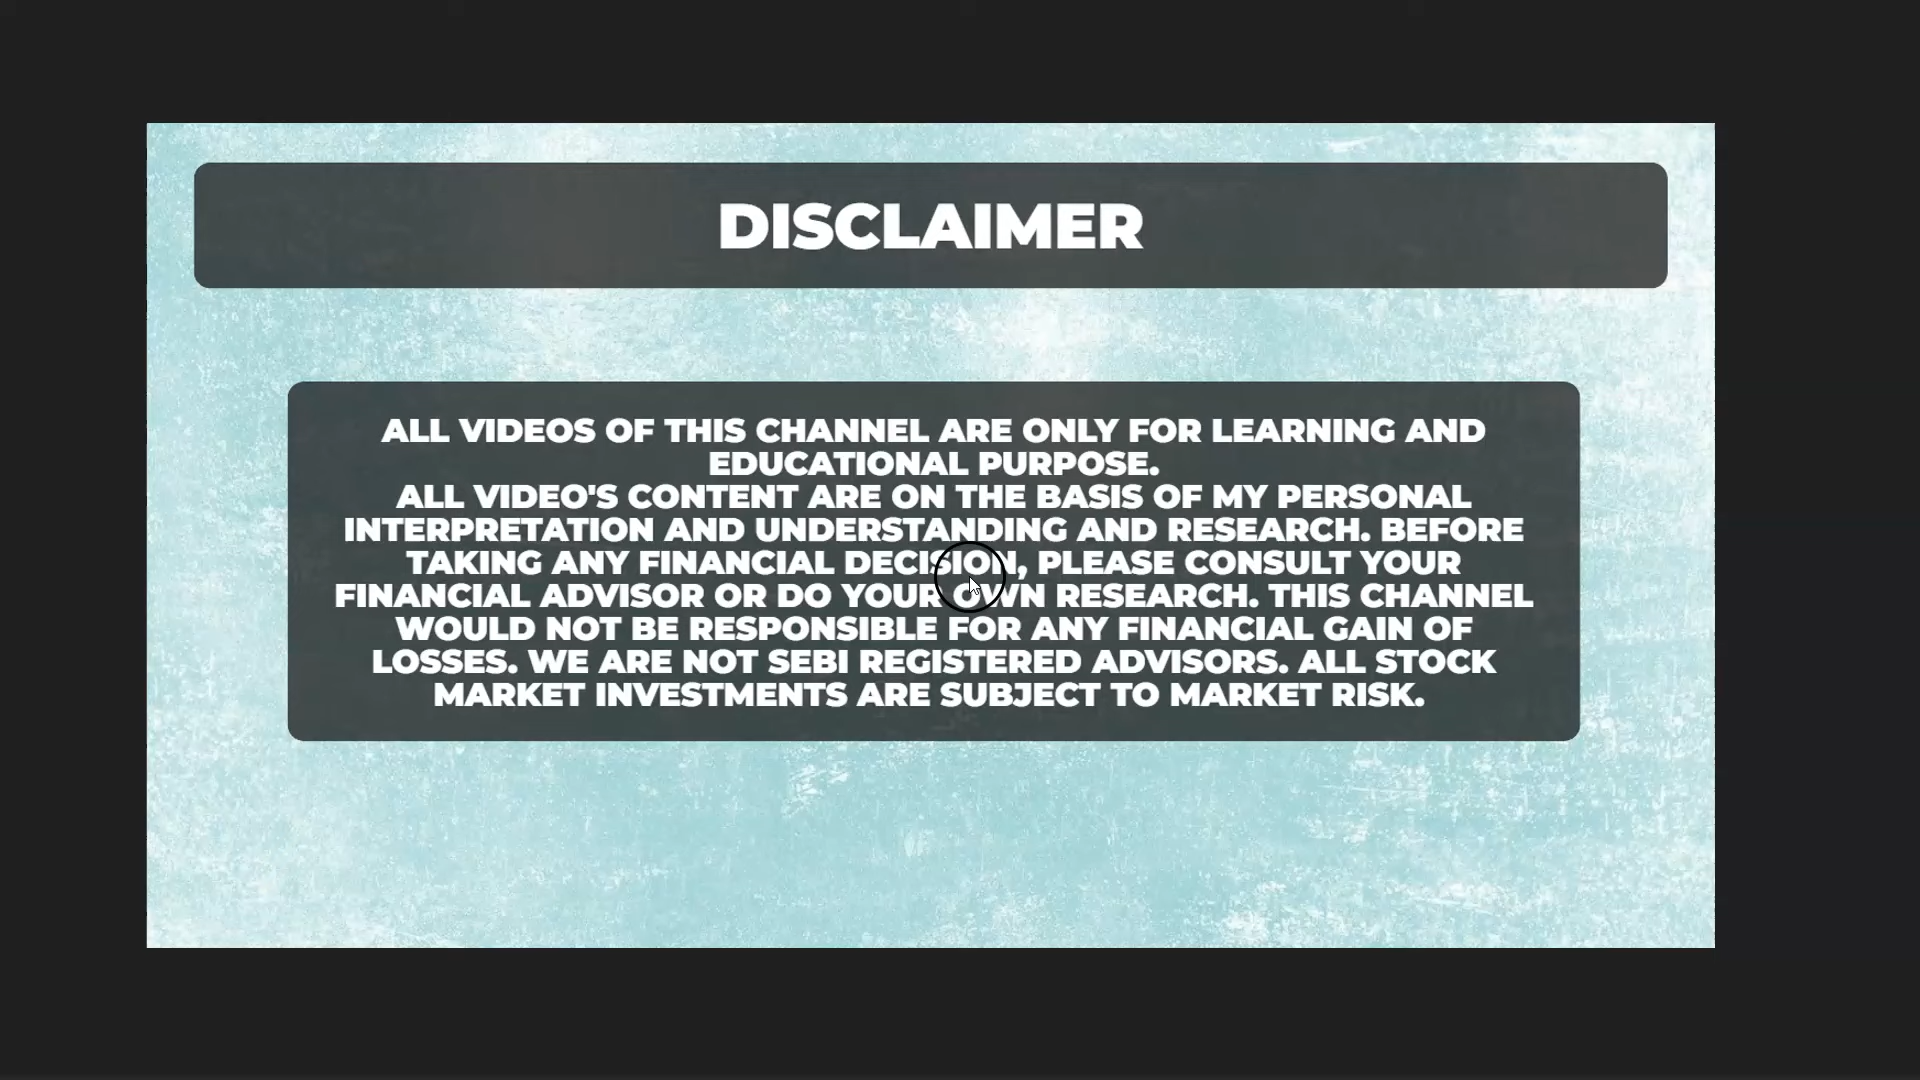 DISCLAIMER
ALL VIDEOS OF THIS CHANNEL ARE ONLY FOR LEARNING AND
EDUCATIONAL PURPOSE.
ALL VIDEO'S CONTENT ARE ON THE BASIS OF MY PERSONAL
INTERPRETATION AND UNDERSTANDING AND RESEARCH. BEFORE
TAKING ANY FINANCIAL DECISION, PLEASE CONSULT YOUR
FINANCIAL ADVISOR OR DO YOUR OWN RESEARCH. THIS CHANNEL
WOULD NOT BE RESPONSIBLE FOR ANY FINANCIAL GAIN OF
LOSSES. WE ARE NOT SEBI REGISTERED ADVISORS. ALL STOCK
MARKET INVESTMENTS ARE SUBJECT TO MARKET RISK.